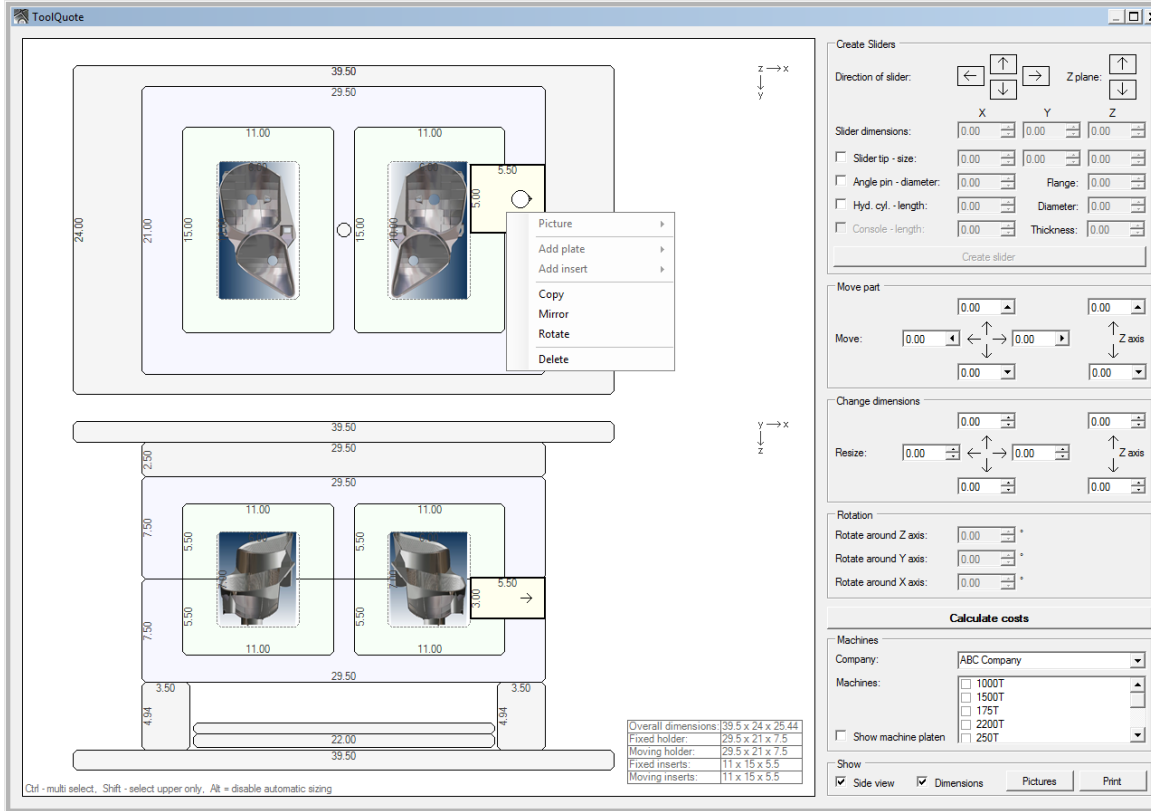 ToolQuote
39.50
29.50
11.00 11.00
5.50
5.00
24.00
21.00
15.00
15.00
z x
y
Picture
Add plate
Add insert
Copy
Mirror
Rotate
Delete
39.50
29.50
2.50
29.50
11.00 11.00
7.50
5.50 5.50
5.50
3.00
5.50 5.50
7.50
11.00 11.00
29.50
3.50 3.50
4.94 4.94
22.00
39.50
y x
z
Overall dimensions: 39.5 x 24 x 25.44
Fixed holder: 29.5 x 21 x 7.5
Moving holder: 29.5 x 21 x 7.5
Fixed inserts: 11 x 15 x 5.5
Moving inserts: 11 x 15 x 5.5
Ctrl - multi select, Shift - select upper only, Alt = disable automatic sizing
Create Sliders
Direction of slider: Z plane:
X Y Z
Slider dimensions: 0.00 0.00 0.00
Slider tip - size: 0.00 0.00 0.00
Angle pin - diameter: 0.00 Flange: 0.00
Hyd. cyl. - length: 0.00 Diameter: 0.00
Console - length: 0.00 Thickness: 0.00
Create slider
Move part
0.00 0.00
Move: 0.00 0.00 Z axis
0.00 0.00
Change dimensions
0.00 0.00
Resize: 0.00 0.00 Z axis
0.00 0.00
Rotation
Rotate around Z axis: 0.00 °
Rotate around Y axis: 0.00 °
Rotate around X axis: 0.00 °
Calculate costs
Machines
Company: ABC Company
Machines: 1000T
1500T
175T
2200T
Show machine platen 250T
Show
Side view Dimensions Pictures Print